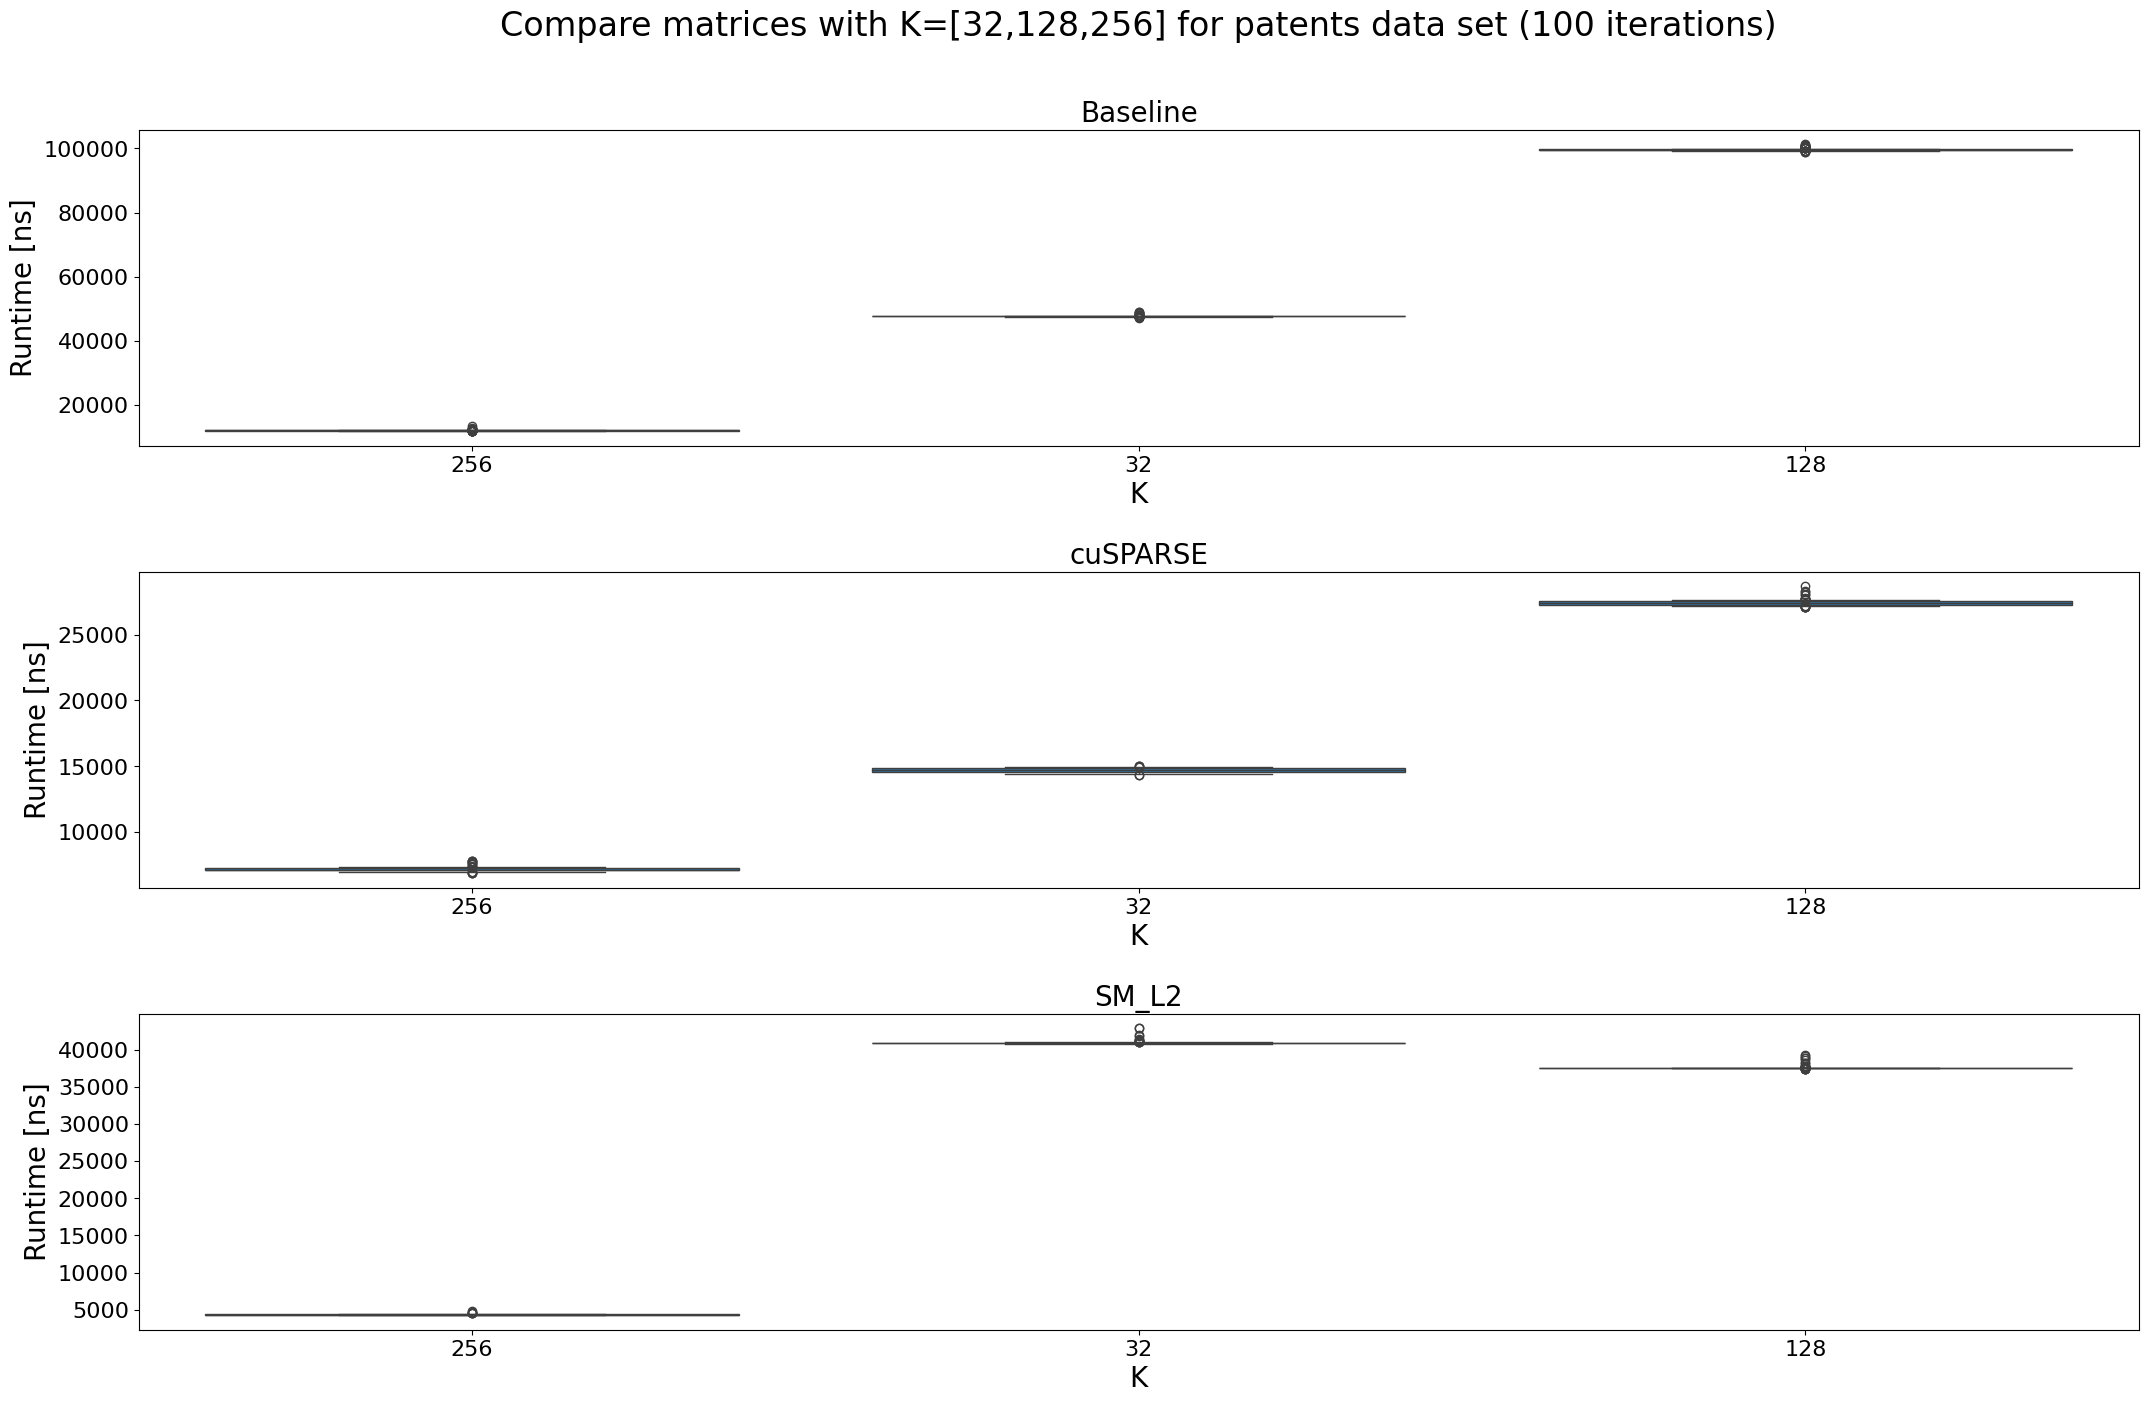 Compare matrices with K=[32,128,256] for patents data set (100 iterations)
Baseline
Runtime [ns]
100000
80000
60000
40000
20000
256 32 128
K
cuSPARSE
Runtime [ns]
25000
20000
15000
10000
256 32 128
K
SM_L2
Runtime [ns]
40000
35000
30000
25000
20000
15000
10000
5000
256 32 128
K